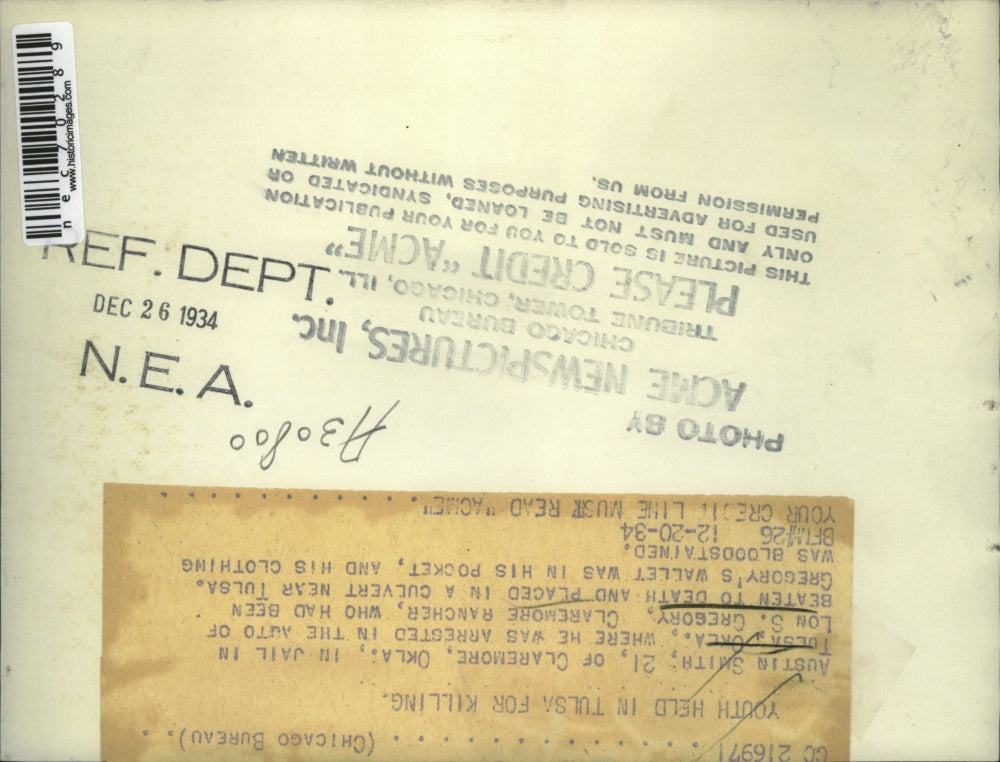 nec70289
www.historicimages.com
REF. DEPT.
DEC 26 1934
N.E.A.
A30800
PHOTO BY
ACME NEWSPICTURES, Inc.
CHICAGO BUREAU
TRIBUNE TOWER, CHICAGO, ILL.
PLEASE CREDIT "ACME"
THIS PICTURE IS SOLD TO YOU FOR YOUR PUBLICATION
ONLY AND MUST NOT BE LOANED, SYNDICATED OR
USED FOR ADVERTISING PURPOSES WITHOUT WRITTEN
PERMISSION FROM US.
CC 216971 . . . . . . . . . . . . (CHICAGO BUREAU). .
YOUTH HELD IN TULSA FOR KILLING.
AUSTIN SMITH, 21, OF CLAREMORE, OKLA., IN JAIL IN
TULSA, OKLA., WHERE HE WAS ARRESTED IN THE AUTO OF
LON S. GREGORY, CLAREMORE RANCHER, WHO HAD BEEN
BEATEN TO DEATH AND PLACED IN A CULVERT NEAR TULSA.
GREGORY'S WALLET WAS IN HIS POCKET, AND HIS CLOTHING
WAS BLOODSTAINED.
12-20-34
YOUR CREDIT LINE MUST READ "ACME" . . . . . . . . . . .